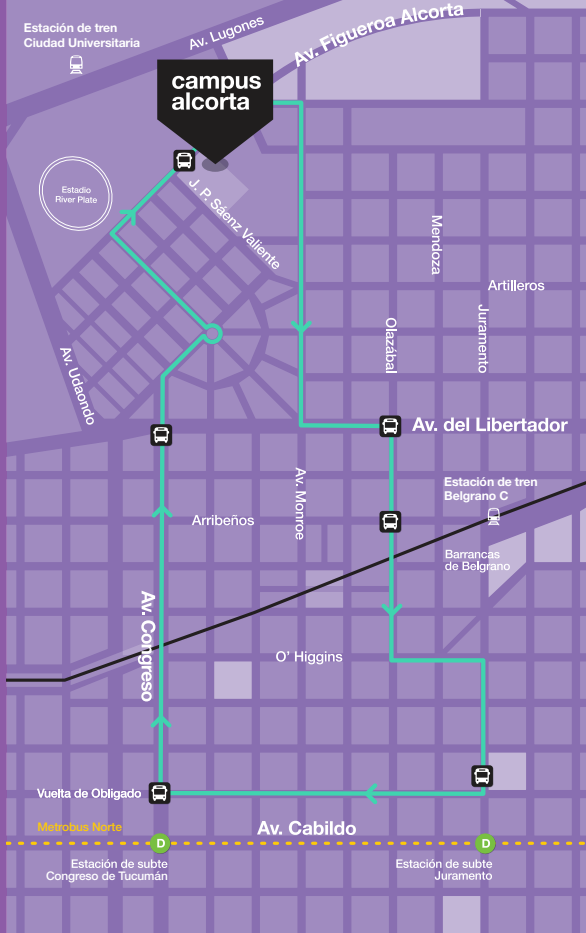 Estación de tren
Ciudad Universitaria
Av. Lugones
Av. Figueroa Alcorta
campus
alcorta
Estadio
River Plate
J. P. Sáenz Valiente
Mendoza
Artilleros
Juramento
Olazábal
Av. Udaondo
Av. del Libertador
Av. Monroe
Estación de tren
Belgrano C
Arribeños
Barrancas
de Belgrano
Av. Congreso
O' Higgins
Vuelta de Obligado
Metrobus Norte
Av. Cabildo
D
D
Estación de subte
Congreso de Tucumán
Estación de subte
Juramento